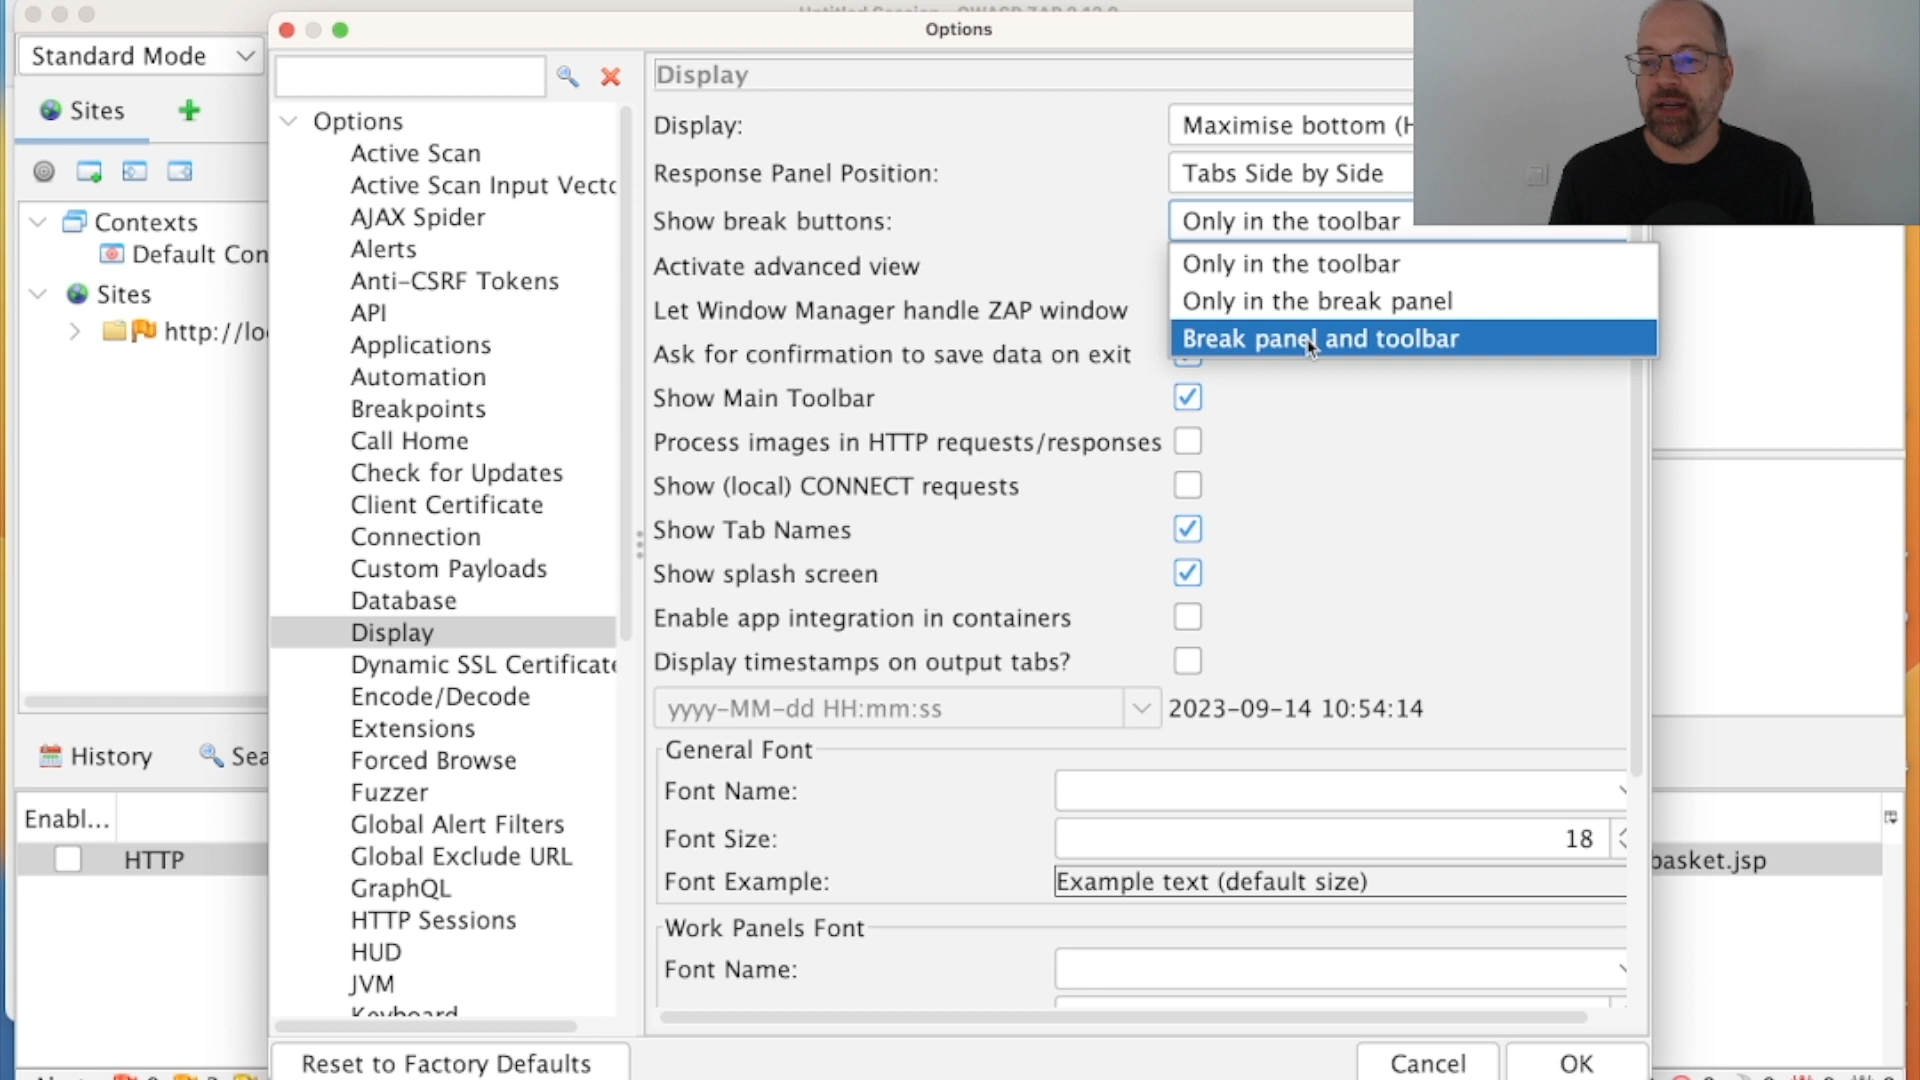 Options
Standard Mode
Sites
Contexts
Default Con
Sites
http://lo
History
Sea
Enabl...
HTTP
Options
Active Scan
Active Scan Input Vecto
AJAX Spider
Alerts
Anti-CSRF Tokens
API
Applications
Automation
Breakpoints
Call Home
Check for Updates
Client Certificate
Connection
Custom Payloads
Database
Display
Dynamic SSL Certificate
Encode/Decode
Extensions
Forced Browse
Fuzzer
Global Alert Filters
Global Exclude URL
GraphQL
HTTP Sessions
HUD
JVM
Keyboard
Reset to Factory Defaults
Display
Display: Maximise bottom (H
Response Panel Position: Tabs Side by Side
Show break buttons: Only in the toolbar
Only in the toolbar
Only in the break panel
Break panel and toolbar
Activate advanced view
Let Window Manager handle ZAP window
Ask for confirmation to save data on exit
Show Main Toolbar
Process images in HTTP requests/responses
Show (local) CONNECT requests
Show Tab Names
Show splash screen
Enable app integration in containers
Display timestamps on output tabs?
yyyy-MM-dd HH:mm:ss 2023-09-14 10:54:14
General Font
Font Name:
Font Size: 18
Font Example: Example text (default size)
Work Panels Font
Font Name:
Cancel OK
basket.jsp